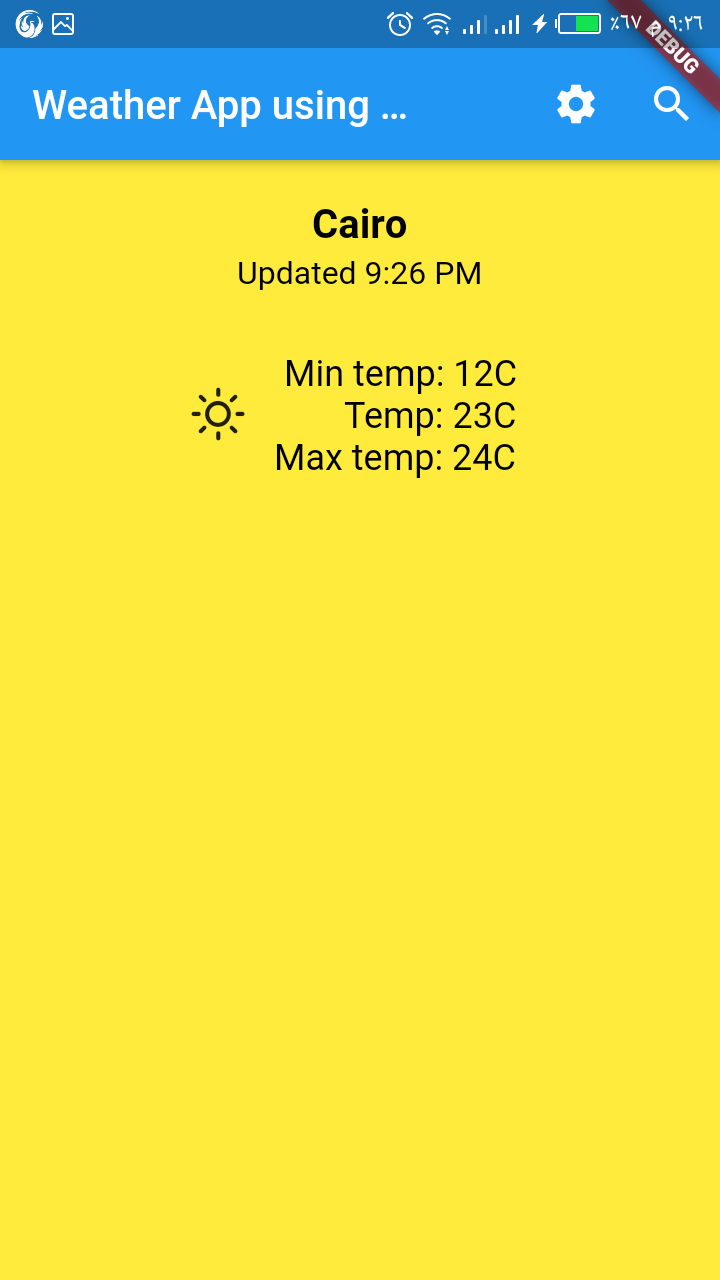 ٪٦٧ ٩:٢٦
DEBUG
Weather App using ...
Cairo
Updated 9:26 PM
Min temp: 12C
Temp: 23C
Max temp: 24C